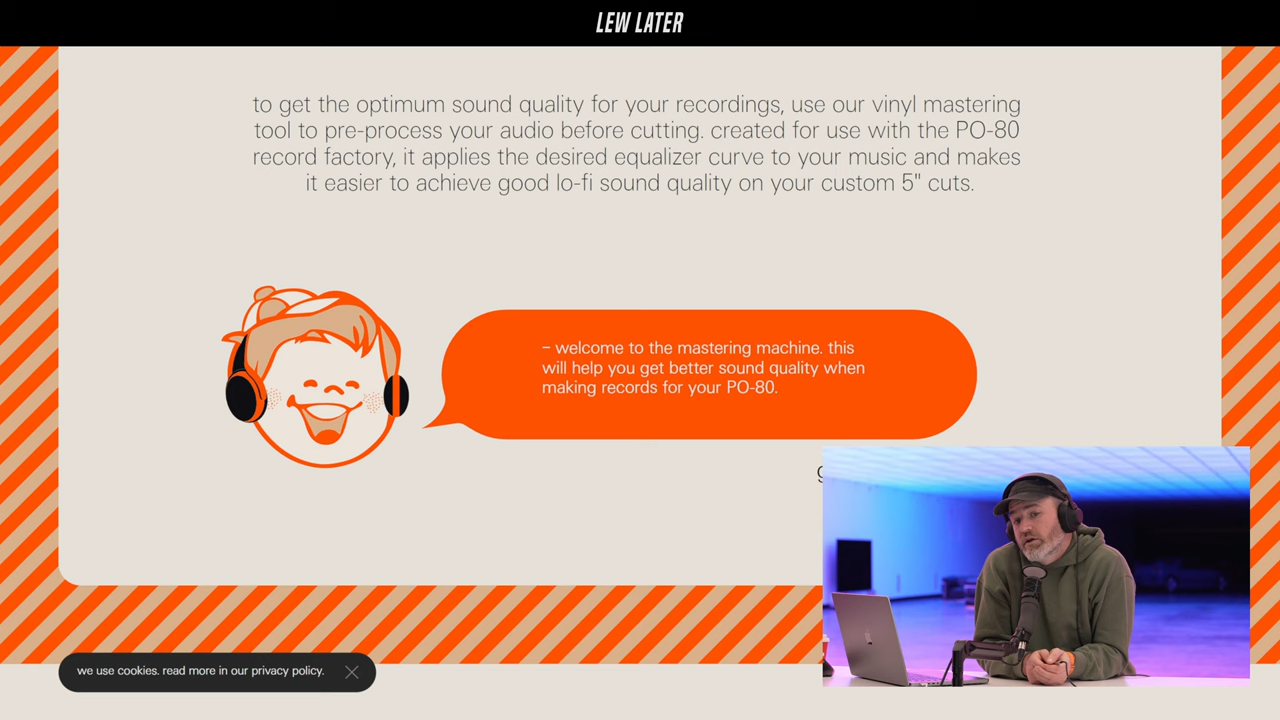 LEW LATER
to get the optimum sound quality for your recordings, use our vinyl mastering
tool to pre-process your audio before cutting. created for use with the PO-80
record factory, it applies the desired equalizer curve to your music and makes
it easier to achieve good lo-fi sound quality on your custom 5" cuts.
– welcome to the mastering machine. this
will help you get better sound quality when
making records for your PO-80.
we use cookies. read more in our privacy policy.